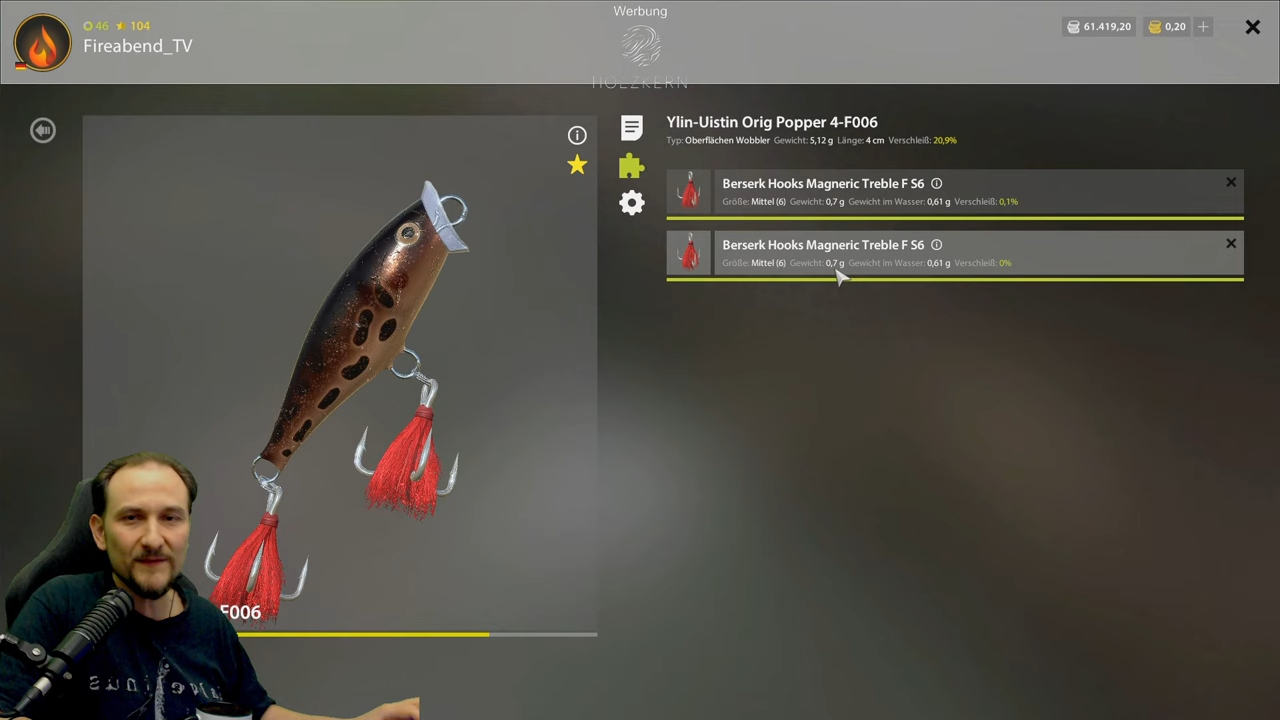 46 104
Fireabend_TV
Werbung
HOLZKERN
61.419,20
0,20
Ylin-Uistin Orig Popper 4-F006
Typ: Oberflächen Wobbler Gewicht: 5,12 g Länge: 4 cm Verschleiß: 20,9%
Berserk Hooks Magneric Treble F S6
Größe: Mittel (6) Gewicht: 0,7 g Gewicht im Wasser: 0,61 g Verschleiß: 0,1%
Berserk Hooks Magneric Treble F S6
Größe: Mittel (6) Gewicht: 0,7 g Gewicht im Wasser: 0,61 g Verschleiß: 0%
F006